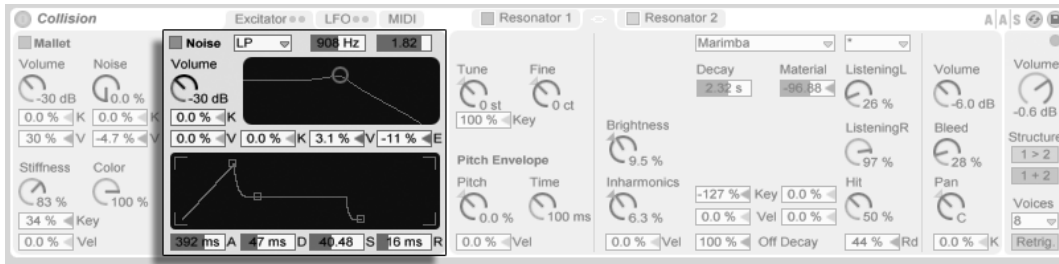 Collision
Excitator LFO MIDI
Resonator 1
Resonator 2
A A S
Mallet
Volume
Noise
-30 dB
0.0 %
0.0 % K
0.0 % K
30 % V
-4.7 % V
Stiffness
Color
83 %
-100 %
34 % Key
0.0 % Vel
Noise
LP
908 Hz
1.82
Volume
-30 dB
0.0 % K
0.0 % V
0.0 % K
3.1 % V
-11 % E
392 ms A
47 ms D
40.48 S
16 ms R
Tune
Fine
0 st
0 ct
100 % Key
Pitch Envelope
Pitch
Time
0.0 %
100 ms
0.0 % Vel
Brightness
9.5 %
Inharmonics
6.3 %
0.0 % Vel
Marimba
*
Decay
Material
2.32 s
-96.88
ListeningL
26 %
ListeningR
97 %
-127 % Key 0.0 %
0.0 % Vel 0.0 %
100 % Off Decay
Hit
50 %
44 % Rd
Volume
-6.0 dB
Bleed
28 %
Pan
C
0.0 % K
Volume
-0.6 dB
Structure
1 > 2
1 + 2
Voices
8
Retrig.